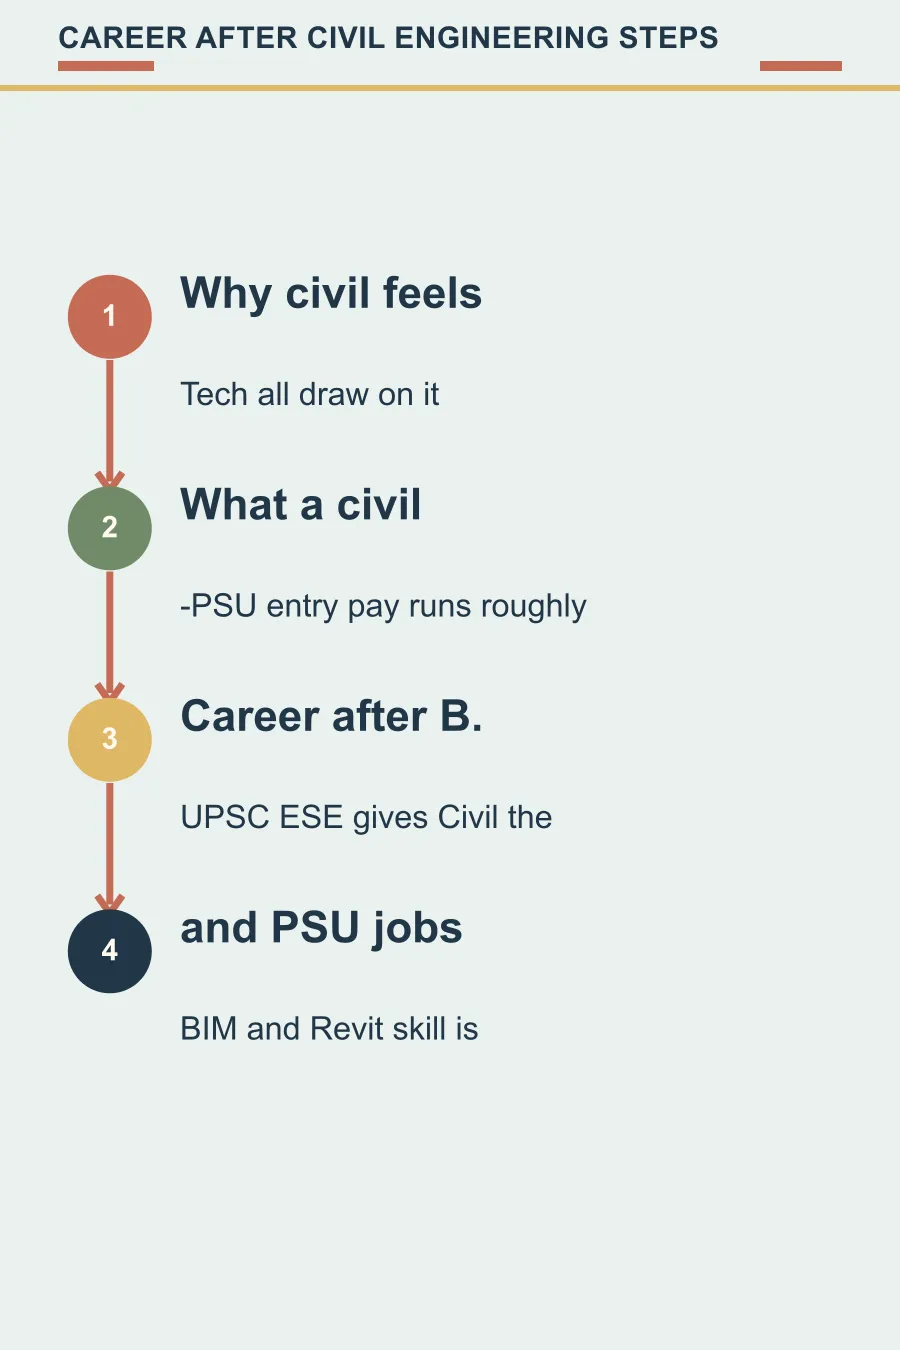 CAREER AFTER CIVIL ENGINEERING STEPS
1
Why civil feels
Tech all draw on it
2
What a civil
-PSU entry pay runs roughly
3
Career after B.
UPSC ESE gives Civil the
4
and PSU jobs
BIM and Revit skill is